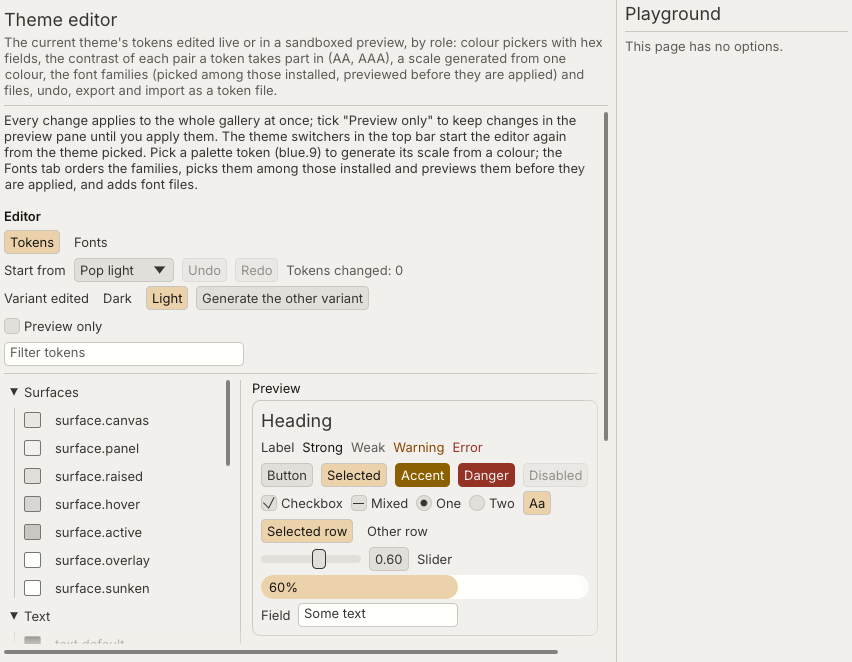 Theme editor
The current theme's tokens edited live or in a sandboxed preview, by role: colour pickers with hex
fields, the contrast of each pair a token takes part in (AA, AAA), a scale generated from one
colour, the font families (picked among those installed, previewed before they are applied) and
files, undo, export and import as a token file.
Every change applies to the whole gallery at once; tick "Preview only" to keep changes in the
preview pane until you apply them. The theme switchers in the top bar start the editor again
from the theme picked. Pick a palette token (blue.9) to generate its scale from a colour; the
Fonts tab orders the families, picks them among those installed and previews them before they
are applied, and adds font files.
Editor
Tokens Fonts
Start from Pop light Undo Redo Tokens changed: 0
Variant edited Dark Light Generate the other variant
Preview only
Filter tokens
Surfaces
surface.canvas
surface.panel
surface.raised
surface.hover
surface.active
surface.overlay
surface.sunken
Text
text.default
Preview
Heading
Label Strong Weak Warning Error
Button Selected Accent Danger Disabled
Checkbox Mixed One Two Aa
Selected row Other row
0.60 Slider
60%
Field Some text
Playground
This page has no options.